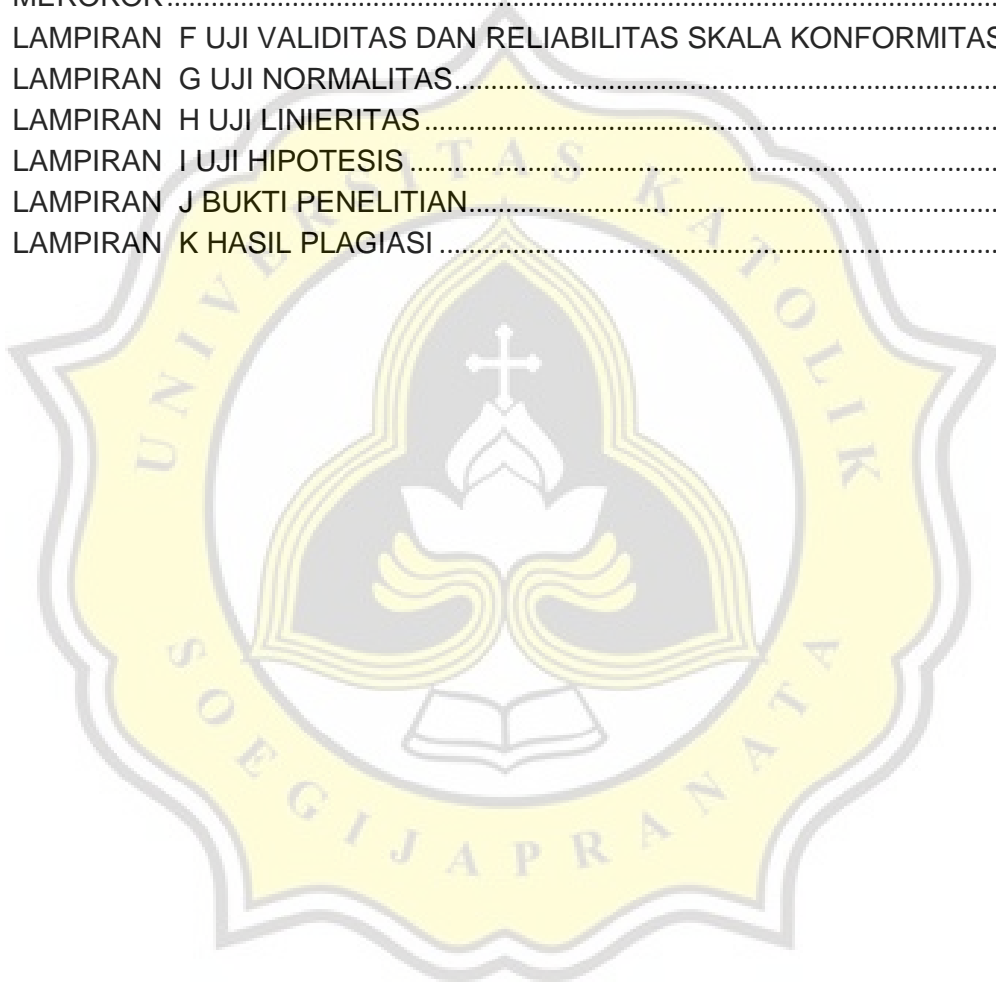 MEROKOK
LAMPIRAN F UJI VALIDITAS DAN RELIABILITAS SKALA KONFORMITAS
LAMPIRAN G UJI NORMALITAS
LAMPIRAN H UJI LINIERITAS
LAMPIRAN I UJI HIPOTESIS
LAMPIRAN J BUKTI PENELITIAN
LAMPIRAN K HASIL PLAGIASI
UNIVERSITAS KATOLIK
SOEGIJAPRANATA